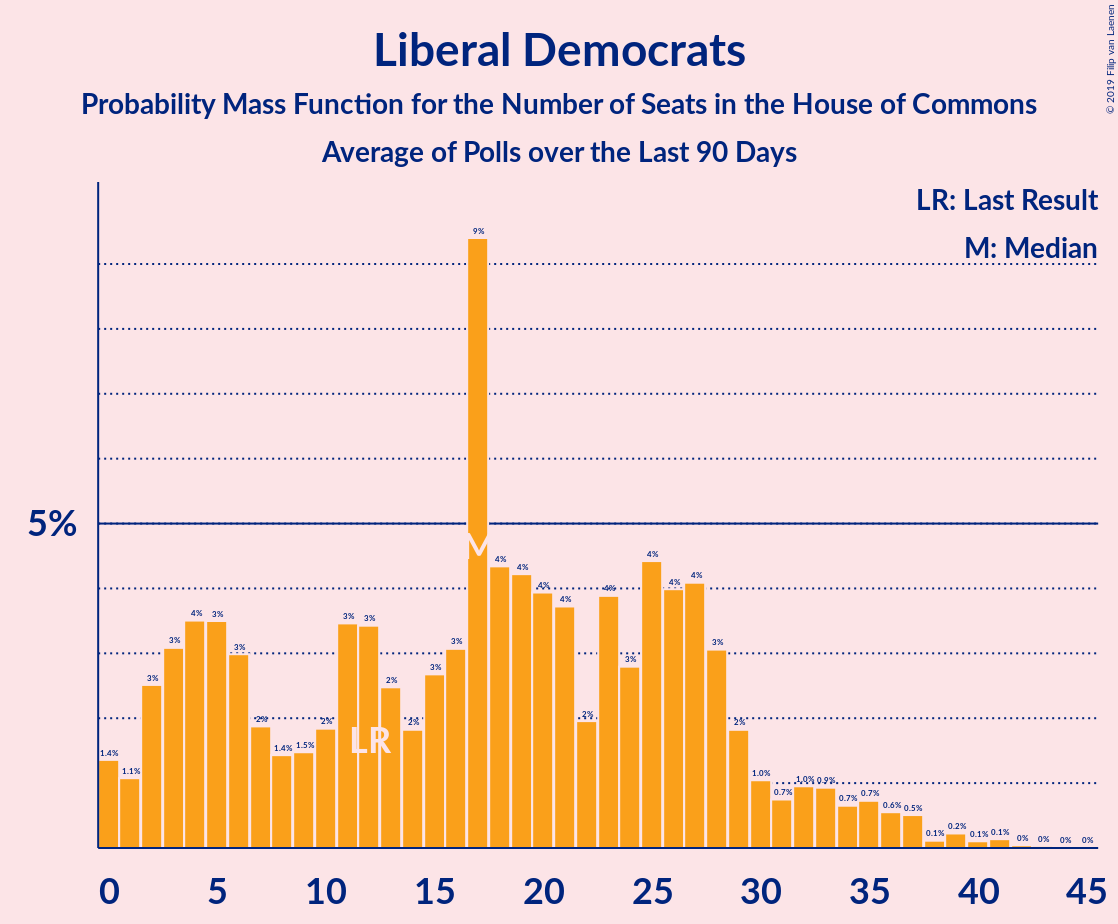 Liberal Democrats
Probability Mass Function for the Number of Seats in the House of Commons
Average of Polls over the Last 90 Days
© 2019 Filip van Laenen
LR: Last Result
M: Median
5%
1.4% 1.1% 3% 3% 4% 3% 3% 2% 1.4% 1.5% 2% 3% 3% 2% 2% 3% 3% 9% 4% 4% 4% 4% 2% 4% 3% 4% 4% 4% 3% 2% 1.0% 0.7% 1.0% 0.9% 0.7% 0.7% 0.6% 0.5% 0.1% 0.2% 0.1% 0.1% 0% 0% 0% 0%
M
LR
0 5 10 15 20 25 30 35 40 45